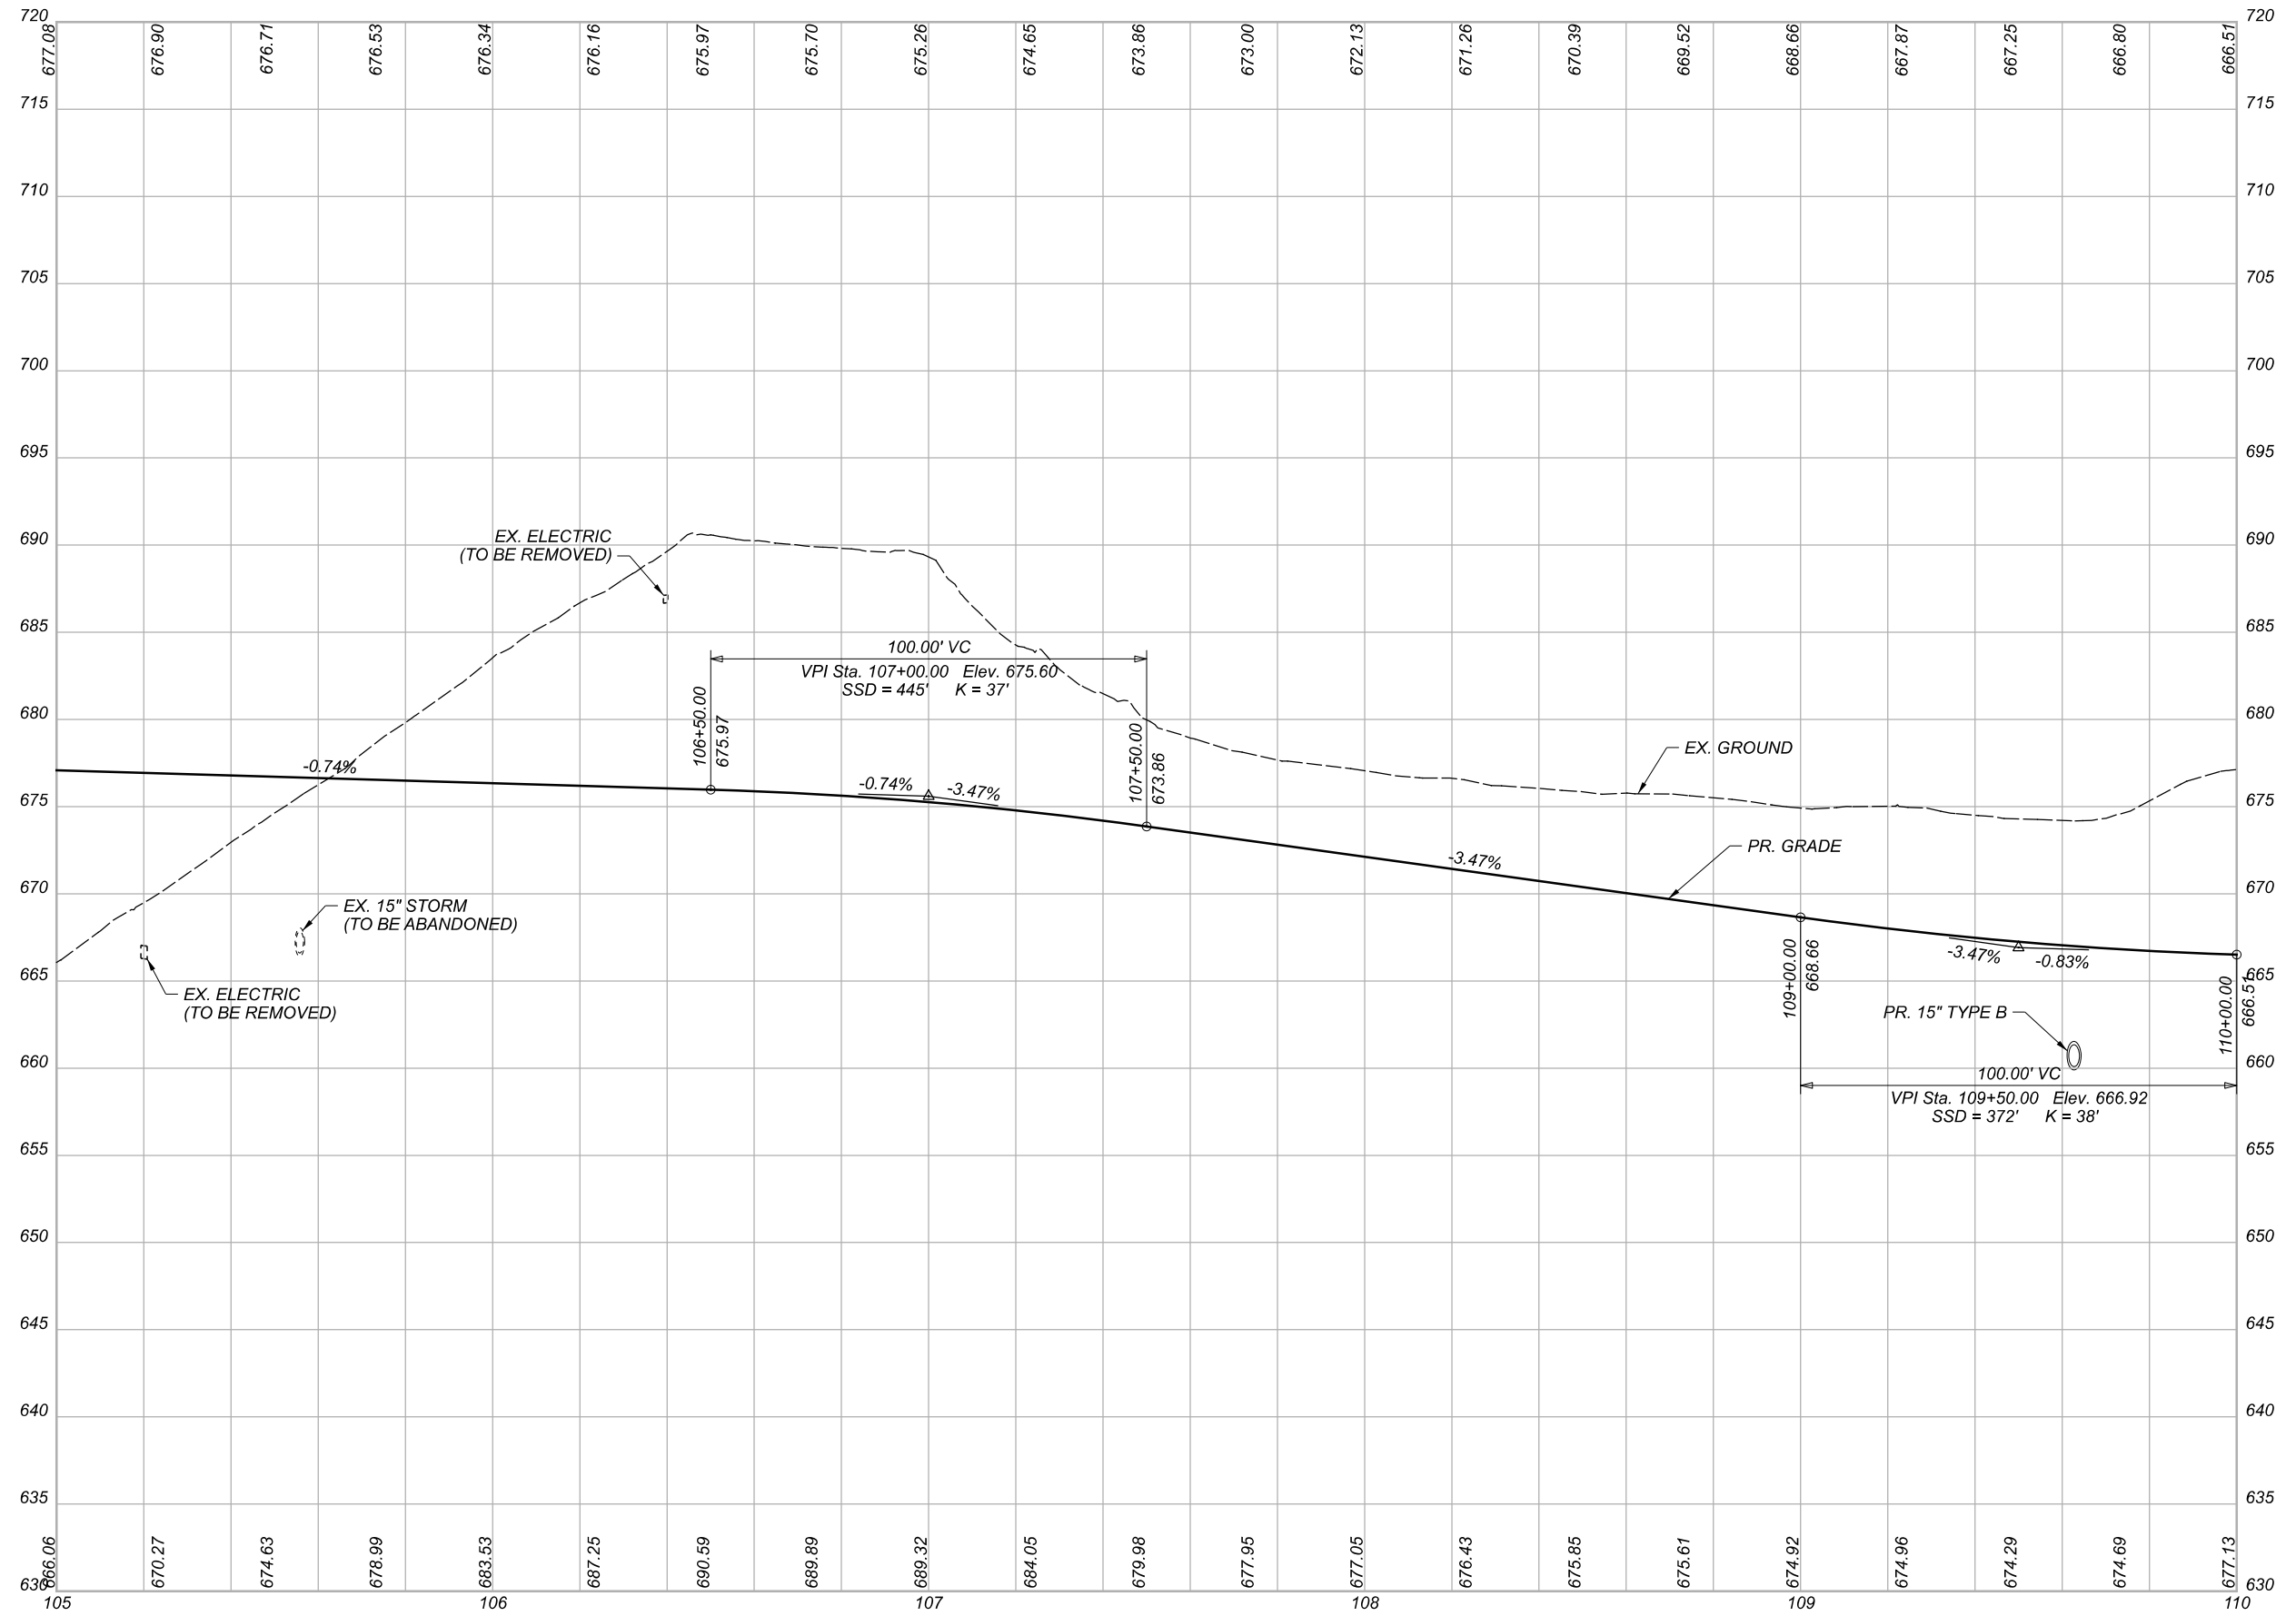 720 720
677.08 676.90 676.71 676.53 676.34 676.16 675.97 675.70 675.26 674.65 673.86 673.00 672.13 671.26 670.39 669.52 668.66 667.87 667.25 666.80 666.51
715 715
710 710
705 705
700 700
695 695
690 690
EX. ELECTRIC
(TO BE REMOVED)
685 685
100.00' VC
VPI Sta. 107+00.00 Elev. 675.60
SSD = 445' K = 37'
106+50.00
675.97
107+50.00
673.86
680 680
EX. GROUND
-0.74%
-0.74%
-3.47%
675 675
PR. GRADE
-3.47%
670 670
EX. 15" STORM
(TO BE ABANDONED)
109+00.00
668.66
-3.47%
-0.83%
665 665
EX. ELECTRIC
(TO BE REMOVED)
PR. 15" TYPE B
110+00.00
666.51
660 660
100.00' VC
VPI Sta. 109+50.00 Elev. 666.92
SSD = 372' K = 38'
655 655
650 650
645 645
640 640
635 635
666.06 670.27 674.63 678.99 683.53 687.25 690.59 689.89 689.32 684.05 679.98 677.95 677.05 676.43 675.85 675.61 674.92 674.96 674.29 674.69 677.13
630 630
105 106 107 108 109 110